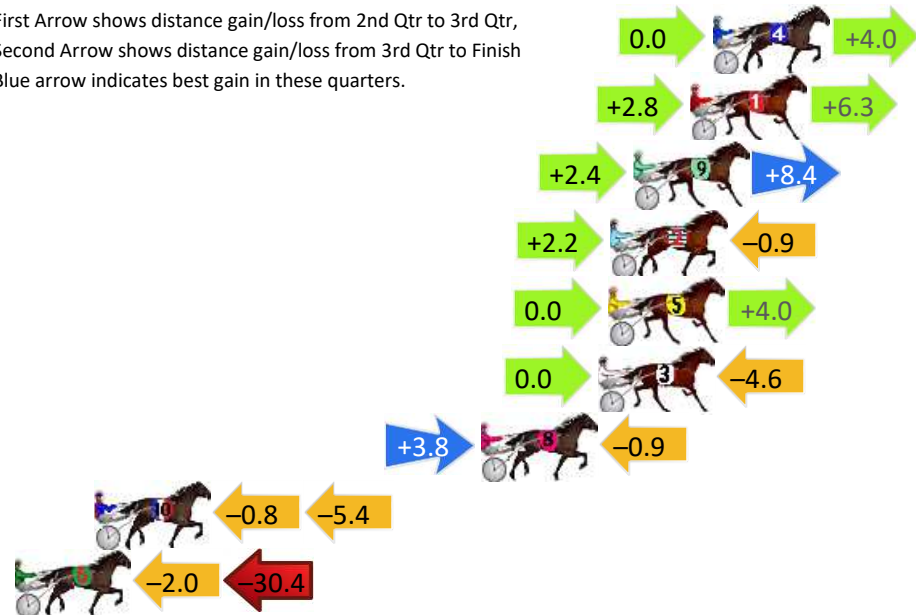 First Arrow shows distance gain/loss from 2nd Qtr to 3rd Qtr,
Second Arrow shows distance gain/loss from 3rd Qtr to Finish
Blue arrow indicates best gain in these quarters.
0.0 4 +4.0
+2.8 1 +6.3
+2.4 9 +8.4
+2.2 2 –0.9
0.0 5 +4.0
0.0 3 –4.6
+3.8 8 –0.9
10 –0.8 –5.4
–2.0 –30.4